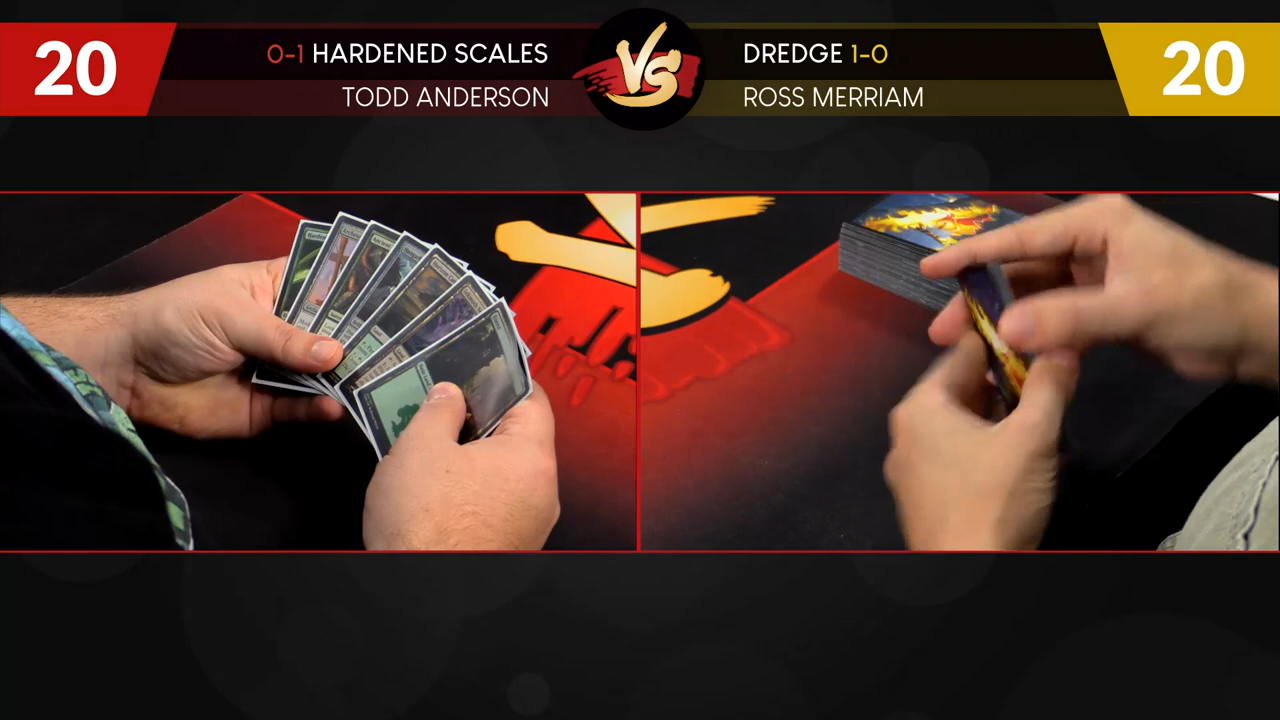 20
0-1 HARDENED SCALES
TODD ANDERSON
VS
DREDGE 1-0
ROSS MERRIAM
20